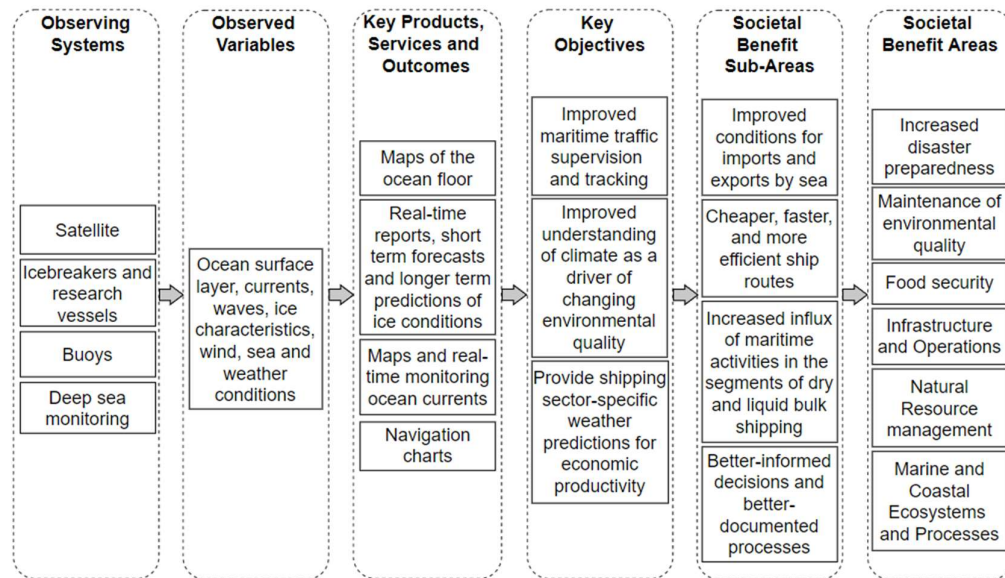 Observing
Systems
Satellite
Icebreakers and
research
vessels
Buoys
Deep sea
monitoring
Observed
Variables
Ocean surface
layer, currents,
waves, ice
characteristics,
wind, sea and
weather
conditions
Key Products,
Services and
Outcomes
Maps of the
ocean floor
Real-time
reports, short
term forecasts
and longer term
predictions of
ice conditions
Maps and real-
time monitoring
ocean currents
Navigation
charts
Key
Objectives
Improved
maritime traffic
supervision
and tracking
Improved
understanding
of climate as a
driver of
changing
environmental
quality
Provide shipping
sector-specific
weather
predictions for
economic
productivity
Societal
Benefit
Sub-Areas
Improved
conditions for
imports and
exports by sea
Cheaper, faster,
and more
efficient ship
routes
Increased influx
of maritime
activities in the
segments of dry
and liquid bulk
shipping
Better-informed
decisions and
better-
documented
processes
Societal
Benefit Areas
Increased
disaster
preparedness
Maintenance of
environmental
quality
Food security
Infrastructure
and Operations
Natural
Resource
management
Marine and
Coastal
Ecosystems
and Processes